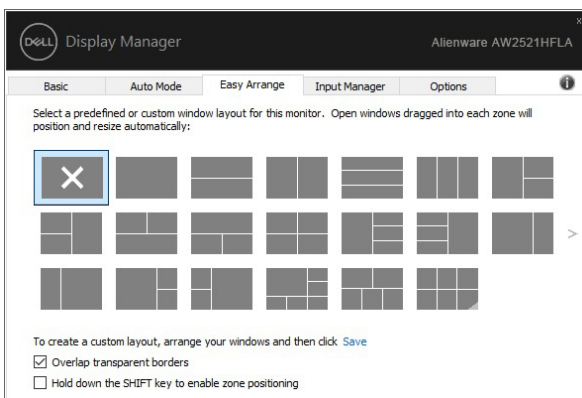 DELL Display Manager
Alienware AW2521HFLA
Basic Auto Mode Easy Arrange Input Manager Options
Select a predefined or custom window layout for this monitor. Open windows dragged into each zone will
position and resize automatically:
To create a custom layout, arrange your windows and then click Save
Overlap transparent borders
Hold down the SHIFT key to enable zone positioning